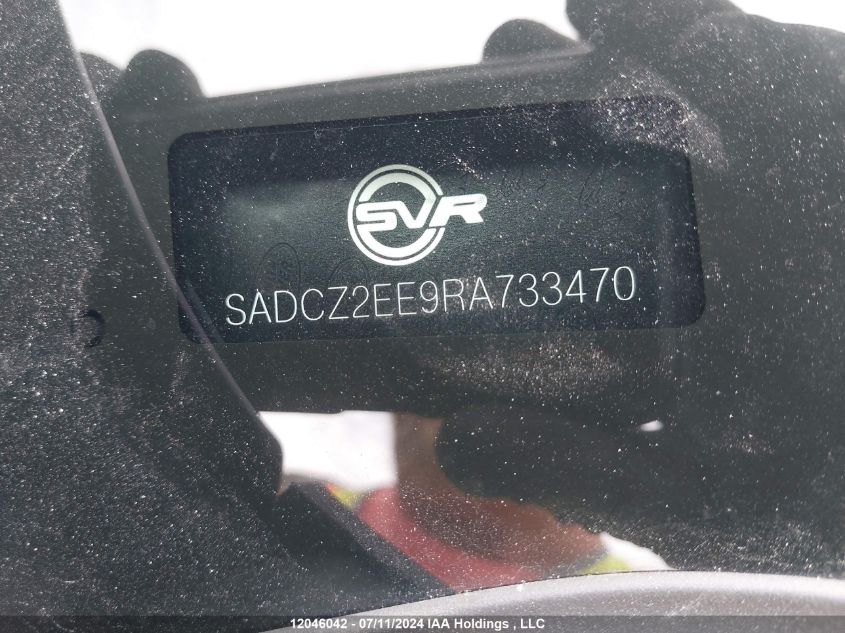 SVR
SADCZ2EE9RA733470
12046042 - 07/11/2024 IAA Holdings , LLC